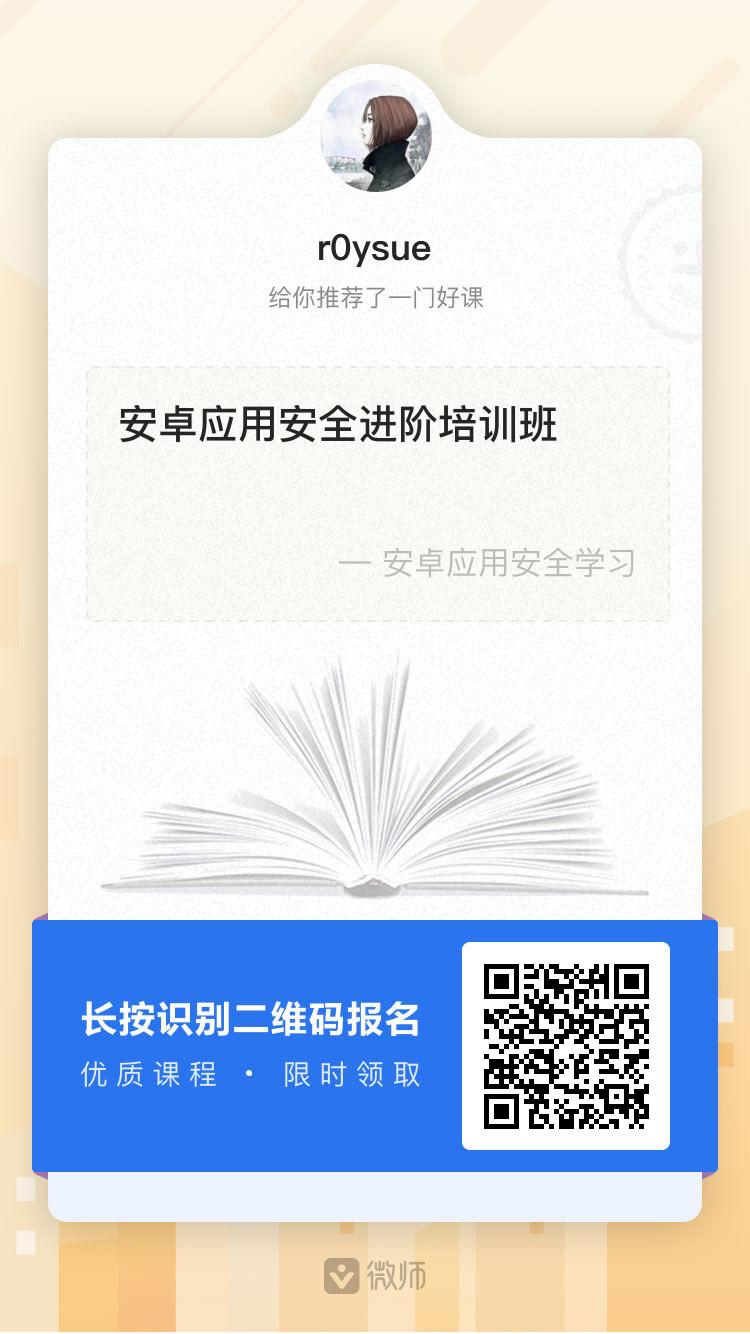 r0ysue
给你推荐了一门好课
安卓应用安全进阶培训班
— 安卓应用安全学习
长按识别二维码报名
优质课程 · 限时领取
微师